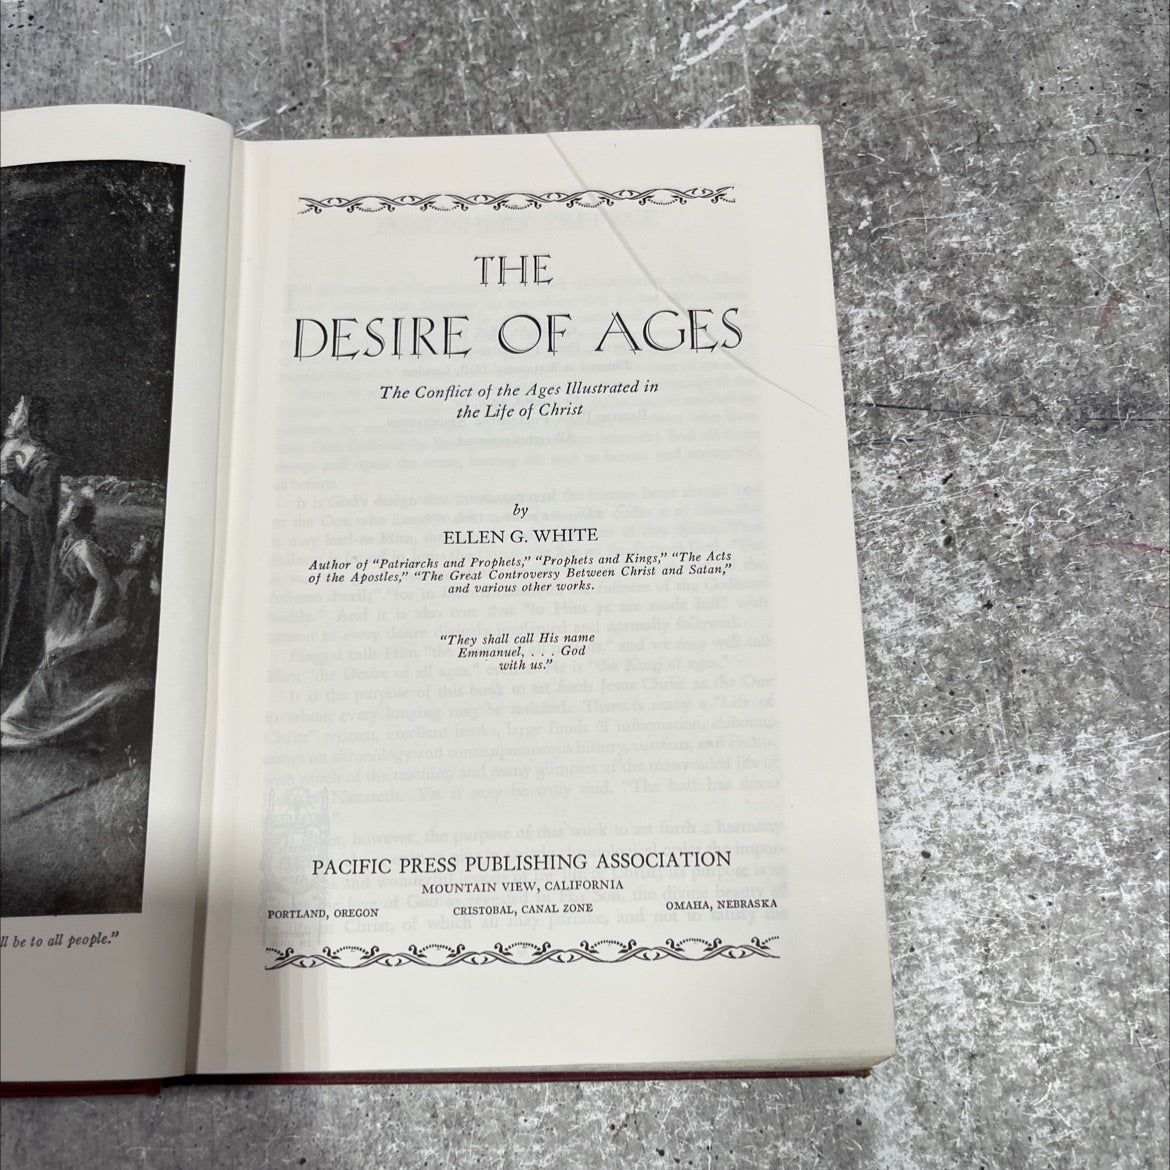 ll be to all people."
THE
DESIRE OF AGES
The Conflict of the Ages Illustrated in
the Life of Christ
by
ELLEN G. WHITE
Author of "Patriarchs and Prophets," "Prophets and Kings," "The Acts
of the Apostles," "The Great Controversy Between Christ and Satan,"
and various other works.
"They shall call His name
Emmanuel, . . . God
with us."
PACIFIC PRESS PUBLISHING ASSOCIATION
MOUNTAIN VIEW, CALIFORNIA
PORTLAND, OREGON CRISTOBAL, CANAL ZONE OMAHA, NEBRASKA